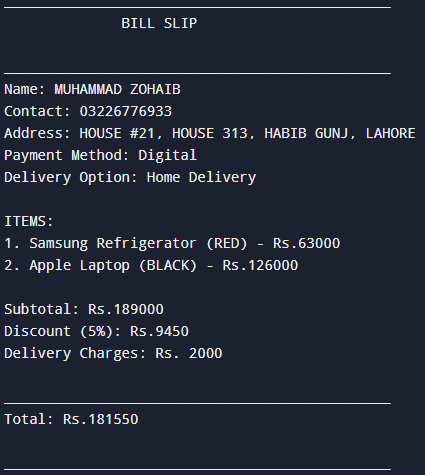 BILL SLIP
Name: MUHAMMAD ZOHAIB
Contact: 03226776933
Address: HOUSE #21, HOUSE 313, HABIB GUNJ, LAHORE
Payment Method: Digital
Delivery Option: Home Delivery
ITEMS:
1. Samsung Refrigerator (RED) - Rs.63000
2. Apple Laptop (BLACK) - Rs.126000
Subtotal: Rs.189000
Discount (5%): Rs.9450
Delivery Charges: Rs. 2000
Total: Rs.181550